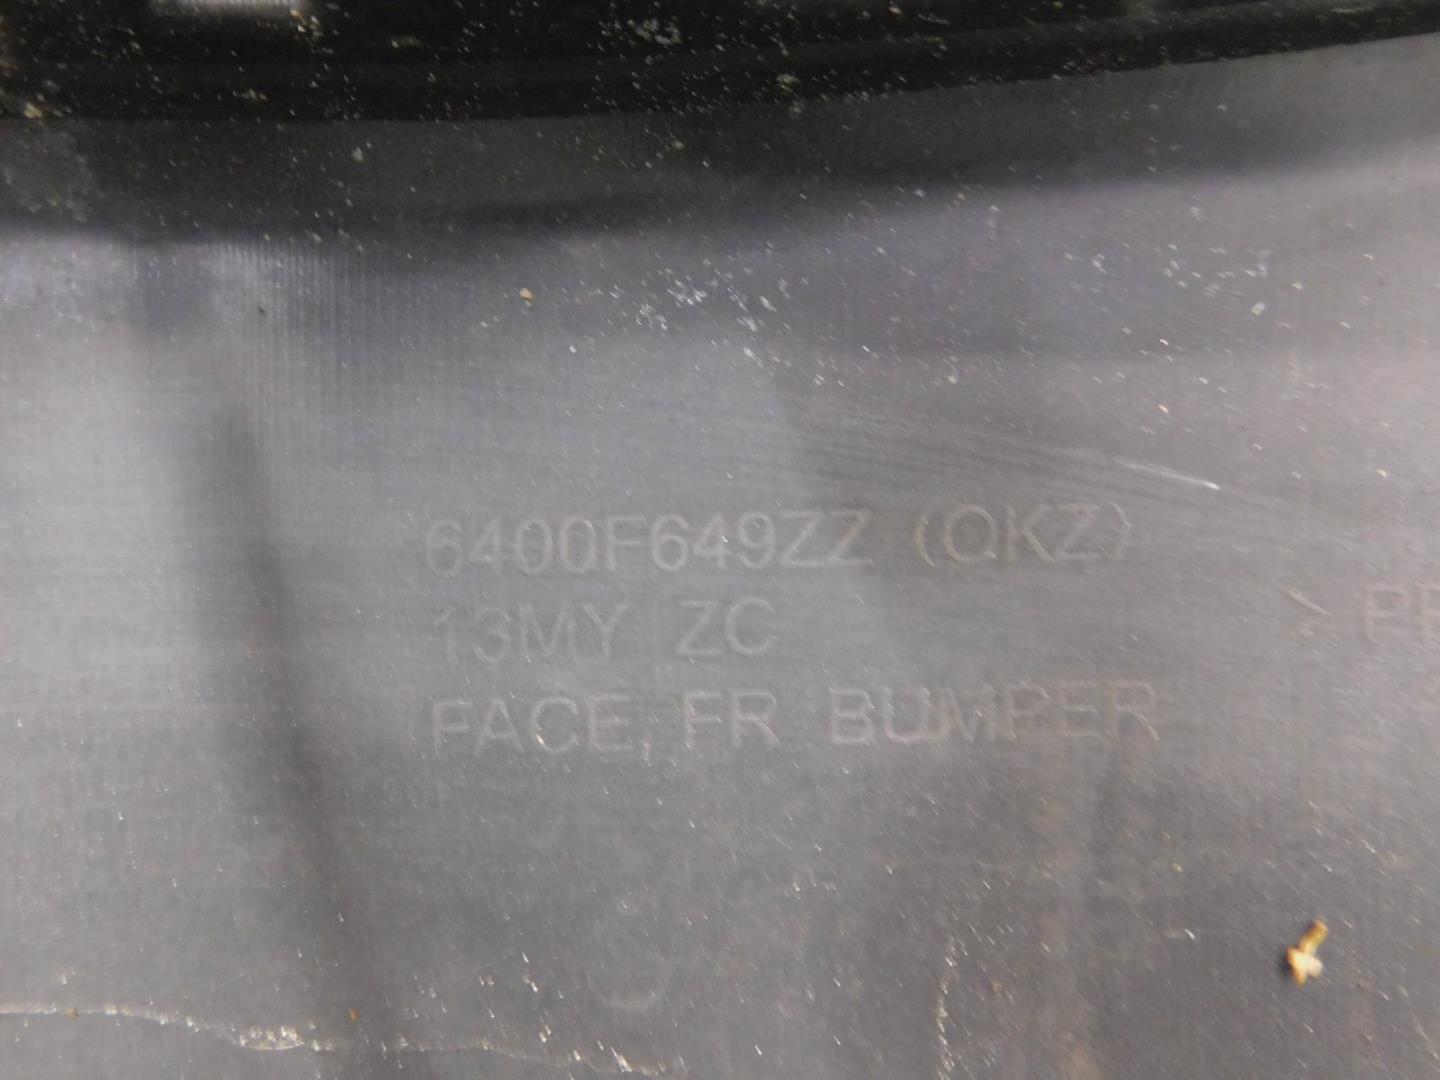 6400F649ZZ (QKZ)
13MY ZC
FACE, FR BUMPER